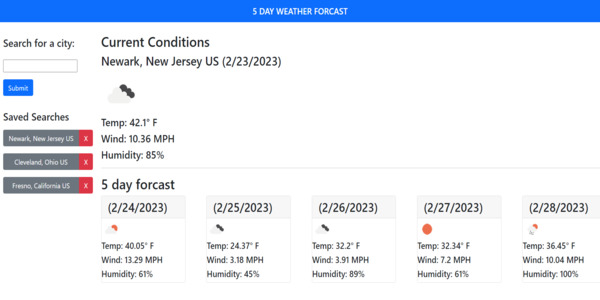 5 DAY WEATHER FORCAST
Search for a city:
Submit
Saved Searches
Newark, New Jersey US X
Cleveland, Ohio US X
Fresno, California US X
Current Conditions
Newark, New Jersey US (2/23/2023)
Temp: 42.1° F
Wind: 10.36 MPH
Humidity: 85%
5 day forcast
(2/24/2023)
Temp: 40.05° F
Wind: 13.29 MPH
Humidity: 61%
(2/25/2023)
Temp: 24.37° F
Wind: 3.18 MPH
Humidity: 45%
(2/26/2023)
Temp: 32.2° F
Wind: 3.91 MPH
Humidity: 89%
(2/27/2023)
Temp: 32.34° F
Wind: 7.2 MPH
Humidity: 61%
(2/28/2023)
Temp: 36.45° F
Wind: 10.04 MPH
Humidity: 100%